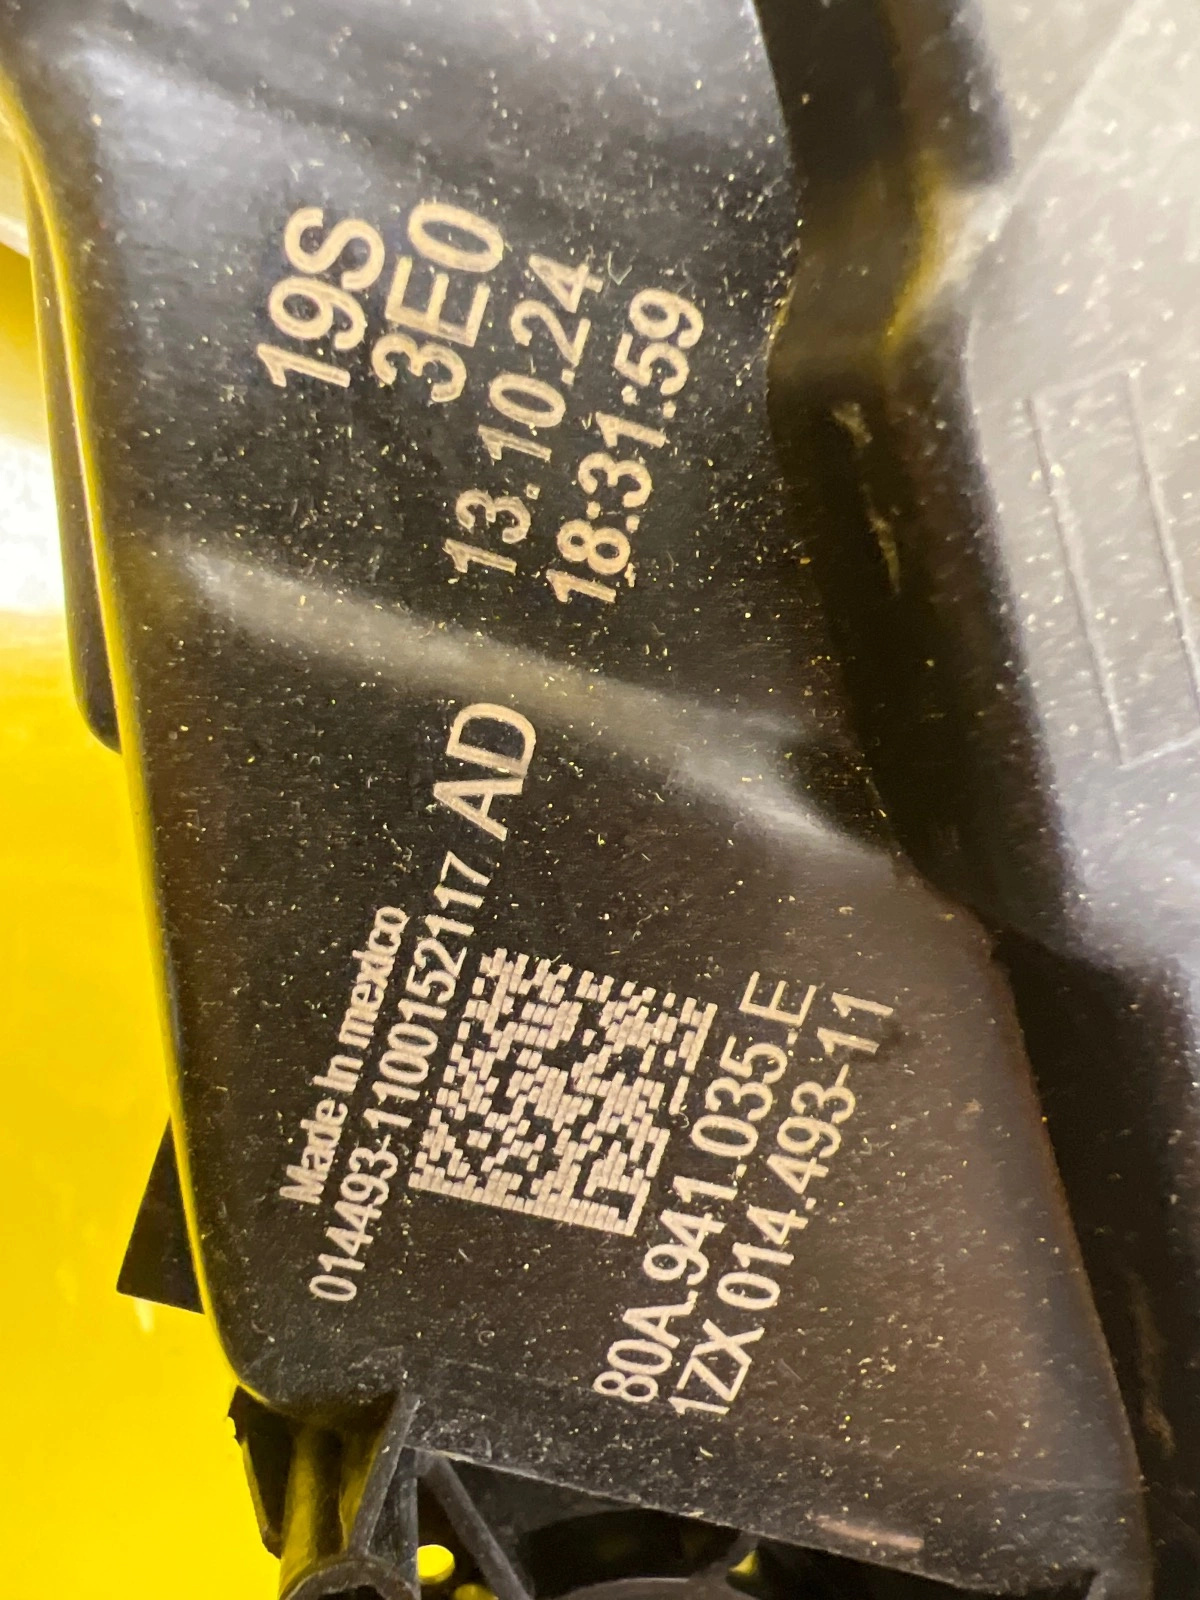 19S
3E0
13.10.24
18:31:59
Made In mexico
014493-1100152117 AD
80A.941.035.E
1ZX 014.493-11